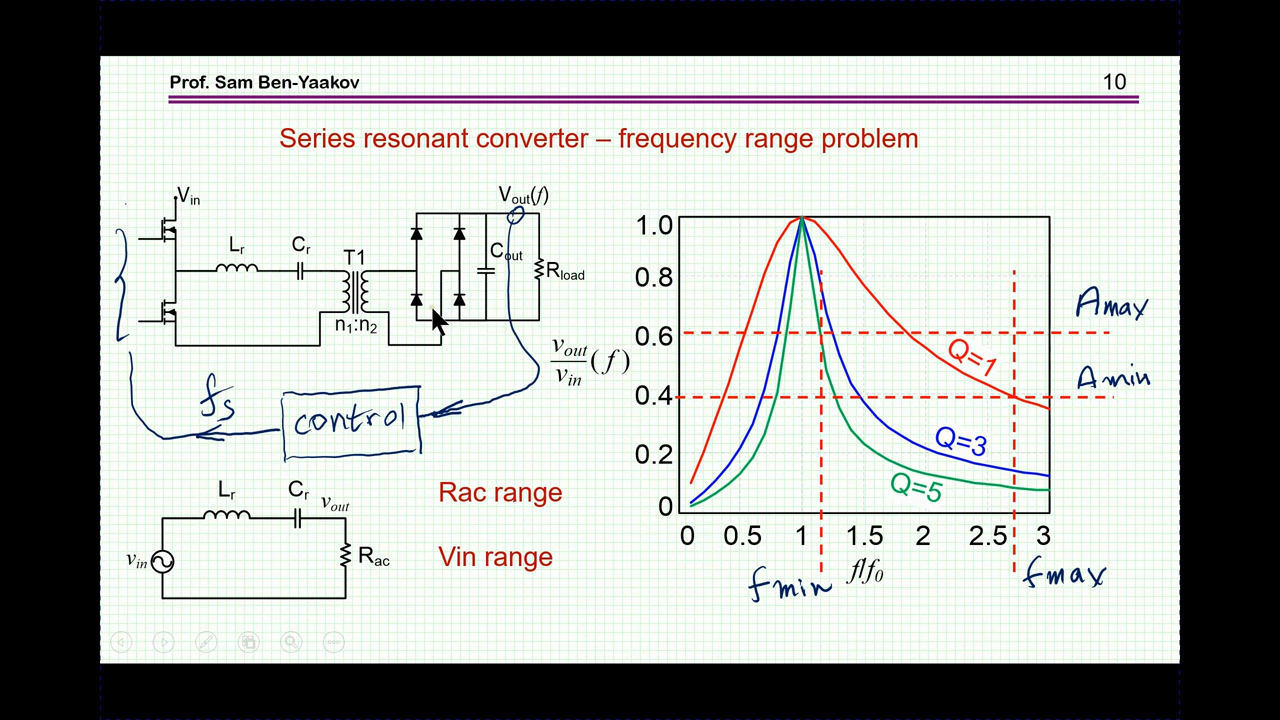 Prof. Sam Ben-Yaakov
10
Series resonant converter – frequency range problem
Vin
Lr
Cr
T1
n1:n2
Vout(f)
Cout
Rload
vout/vin (f)
fs
control
Lr
Cr
vout
vin
Rac
Rac range
Vin range
1.0
0.8
0.6
0.4
0.2
0
0 0.5 1 1.5 2 2.5 3
f/f0
Q=1
Q=3
Q=5
Amax
Amin
fmin
fmax